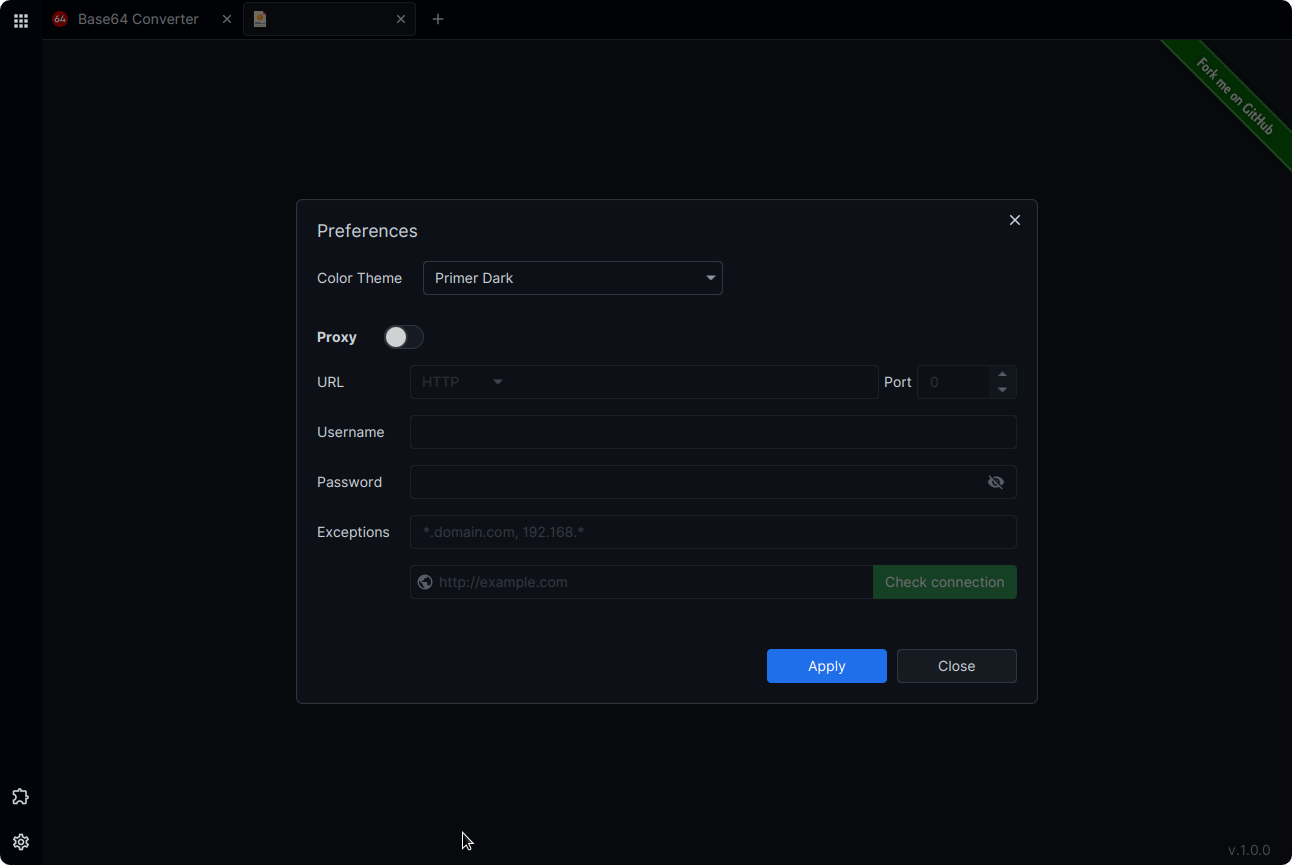 64 Base64 Converter
Fork me on GitHub
Preferences
Color Theme Primer Dark
Proxy
URL HTTP Port 0
Username
Password
Exceptions *.domain.com, 192.168.*
http://example.com Check connection
Apply Close
v.1.0.0